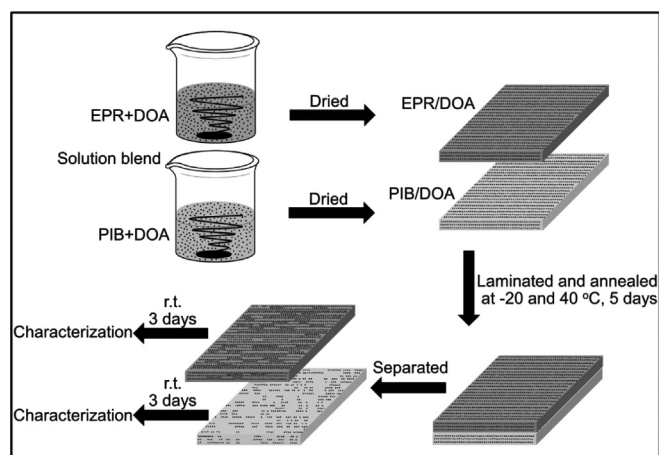 EPR+DOA
Dried
EPR/DOA
Solution blend
PIB+DOA
Dried
PIB/DOA
Laminated and annealed
at -20 and 40 °C, 5 days
r.t.
3 days
Characterization
Separated
r.t.
3 days
Characterization